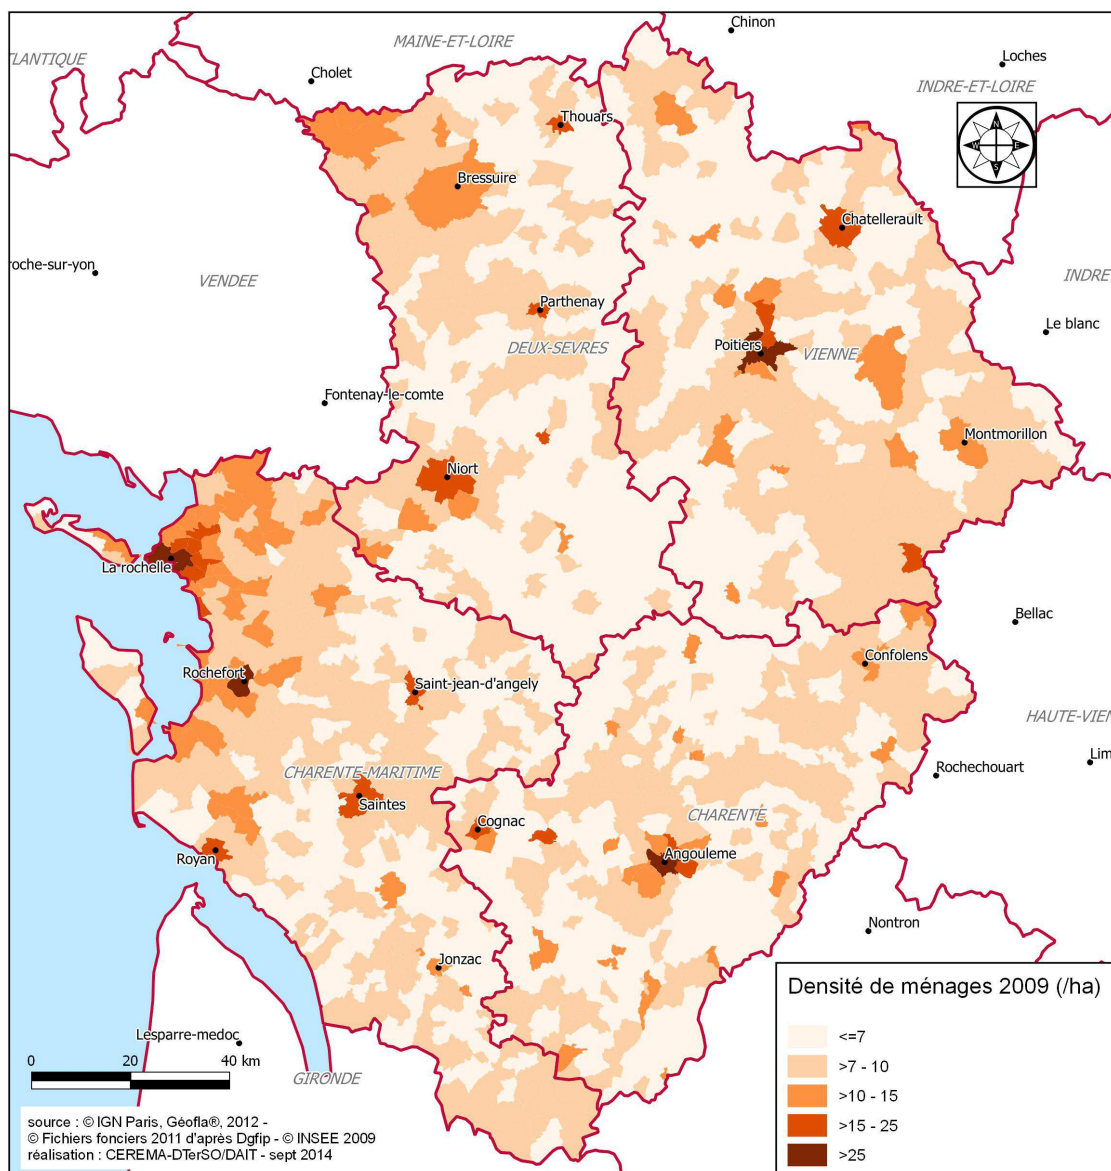 Chinon
MAINE-ET-LOIRE
TLANTIQUE
Loches
Cholet
INDRE-ET-LOIRE
N
W E
S
Thouars
Bressuire
Chatellerault
roche-sur-yon
VENDEE
INDRE
Parthenay
Le blanc
DEUX-SEVRES
Poitiers
VIENNE
Fontenay-le-comte
Montmorillon
Niort
La rochelle
Bellac
Confolens
Rochefort
Saint-jean-d'angely
HAUTE-VIEN
Lim
CHARENTE-MARITIME
Rochechouart
Saintes
CHARENTE
Cognac
Royan
Angouleme
Nontron
Jonzac
Densité de ménages 2009 (/ha)
<=7
>7 - 10
>10 - 15
>15 - 25
>25
Lesparre-medoc
0 20 40 km
GIRONDE
source : © IGN Paris, Géofla®, 2012 -
© Fichiers fonciers 2011 d'après Dgfip - © INSEE 2009
réalisation : CEREMA-DTerSO/DAIT - sept 2014